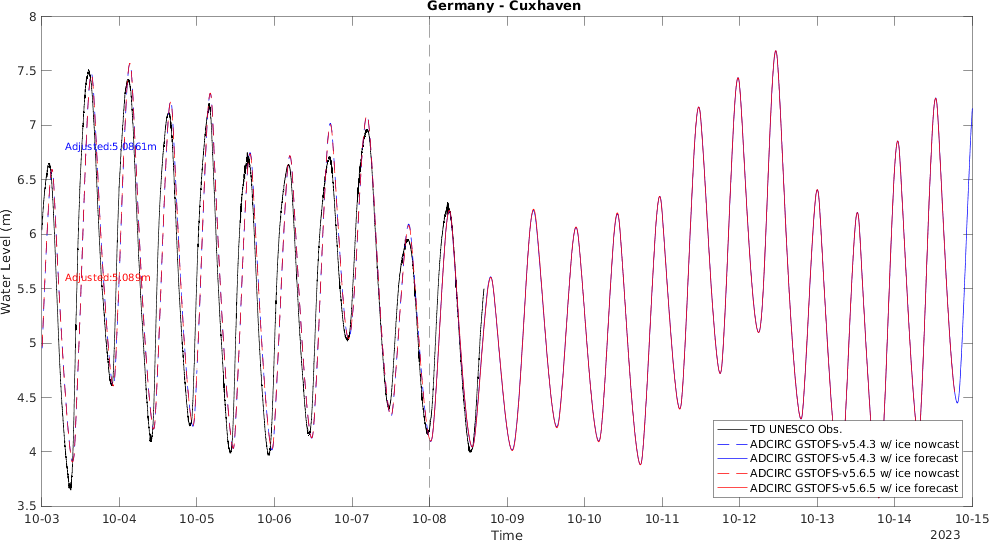 Germany - Cuxhaven
8
7.5
7
6.5
6
5.5
5
4.5
4
3.5
Water Level (m)
Adjusted:5.0861m
Adjusted:5.089m
TD UNESCO Obs.
ADCIRC GSTOFS-v5.4.3 w/ ice nowcast
ADCIRC GSTOFS-v5.4.3 w/ ice forecast
ADCIRC GSTOFS-v5.6.5 w/ ice nowcast
ADCIRC GSTOFS-v5.6.5 w/ ice forecast
10-03 10-04 10-05 10-06 10-07 10-08 10-09 10-10 10-11 10-12 10-13 10-14 10-15
Time
2023